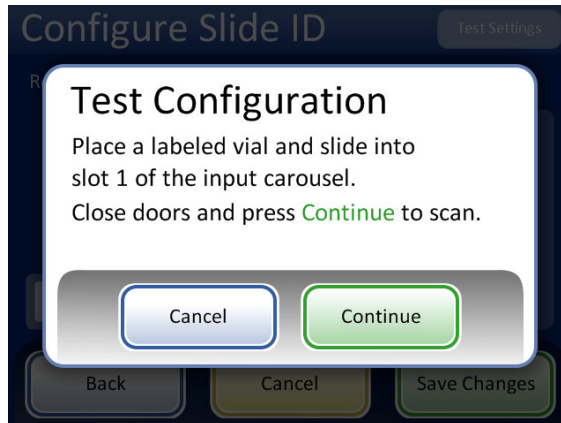 Configure Slide ID
Test Settings
R
Test Configuration
Place a labeled vial and slide into
slot 1 of the input carousel.
Close doors and press Continue to scan.
Cancel
Continue
Back
Cancel
Save Changes